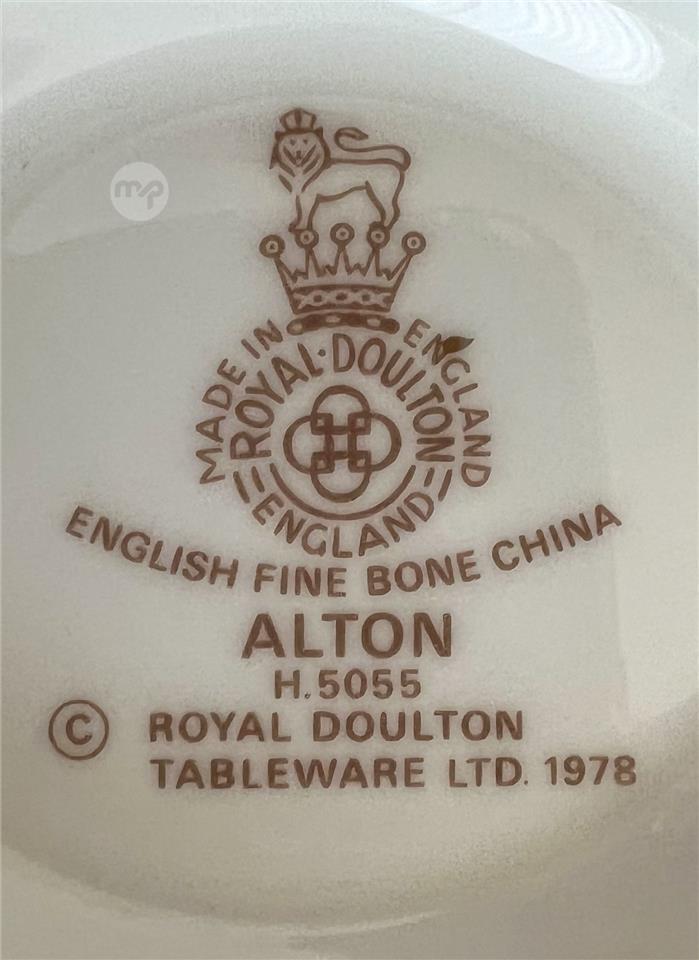 mp
MADE IN ENGLAND
ROYAL·DOULTON
ENGLAND
ENGLISH FINE BONE CHINA
ALTON
H.5055
© ROYAL DOULTON
TABLEWARE LTD. 1978